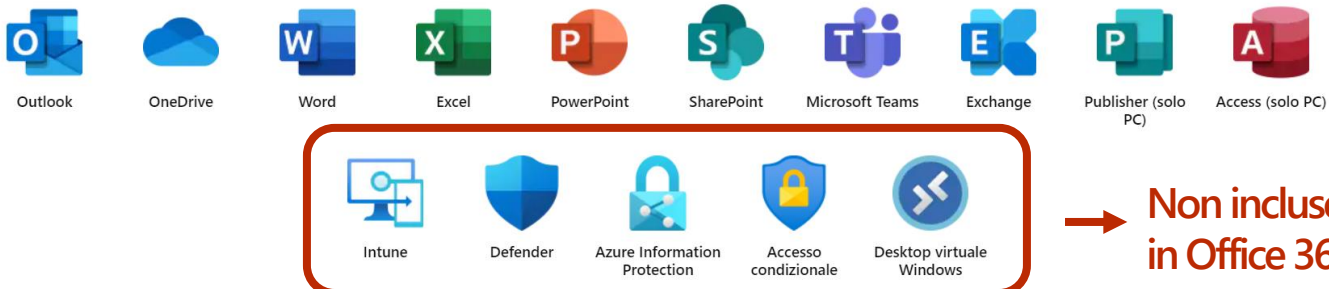 Outlook
OneDrive
Word
Excel
PowerPoint
SharePoint
Microsoft Teams
Exchange
Publisher (solo
PC)
Access (solo PC)
Intune
Defender
Azure Information
Protection
Accesso
condizionale
Desktop virtuale
Windows
Non incluse
in Office 36